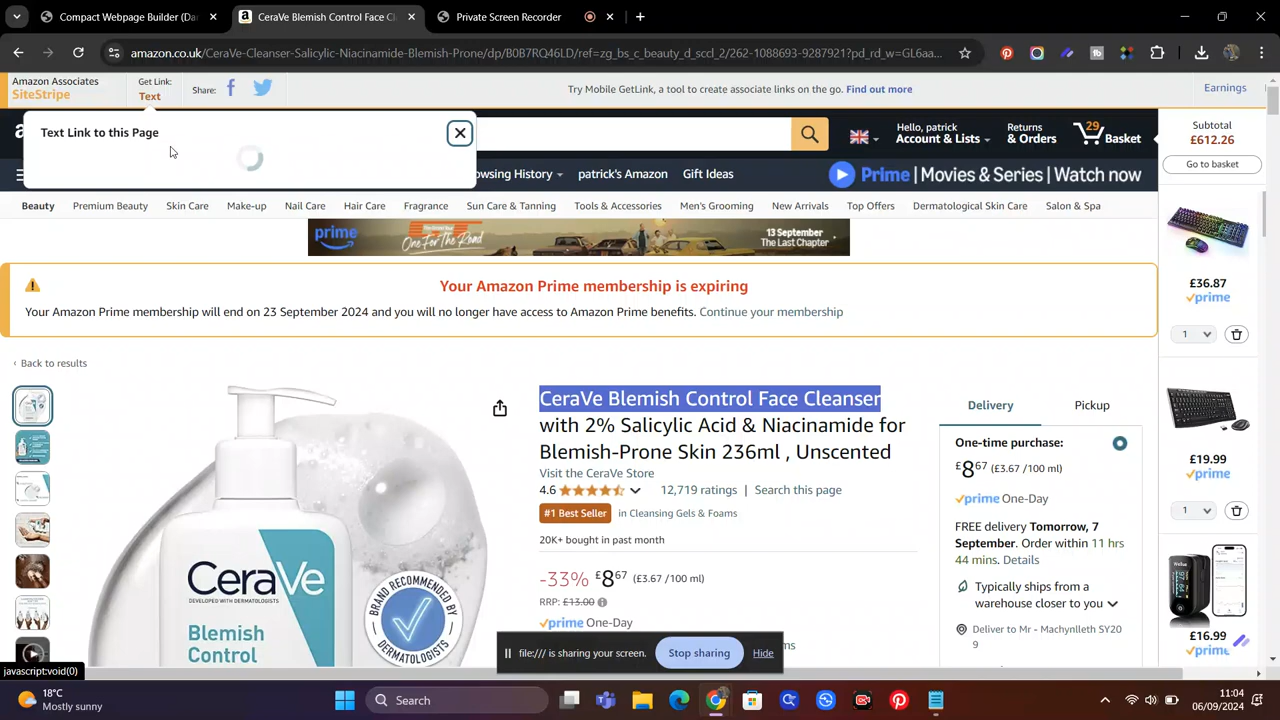 Compact Webpage Builder (Da
CeraVe Blemish Control Face Cle
Private Screen Recorder
amazon.co.uk/CeraVe-Cleanser-Salicylic-Niacinamide-Blemish-Prone/dp/B0B7RQ46LD/ref=zg_bs_c_beauty_d_sccl_2/262-1088693-9287921?pd_rd_w=GL6aa...
Amazon Associates
SiteStripe
Get Link:
Text
Share:
Try Mobile GetLink, a tool to create associate links on the go. Find out more
Earnings
Text Link to this Page
Hello, patrick
Account & Lists
Returns
& Orders
29
Basket
Subtotal
£612.26
Go to basket
owsing History
patrick's Amazon
Gift Ideas
Prime | Movies & Series | Watch now
Beauty
Premium Beauty
Skin Care
Make-up
Nail Care
Hair Care
Fragrance
Sun Care & Tanning
Tools & Accessories
Men's Grooming
New Arrivals
Top Offers
Dermatological Skin Care
Salon & Spa
prime
One For The Road
13 September
The Last Chapter
Your Amazon Prime membership is expiring
Your Amazon Prime membership will end on 23 September 2024 and you will no longer have access to Amazon Prime benefits. Continue your membership
‹ Back to results
CeraVe Blemish Control Face Cleanser
with 2% Salicylic Acid & Niacinamide for
Blemish-Prone Skin 236ml , Unscented
Visit the CeraVe Store
4.6
12,719 ratings | Search this page
#1 Best Seller in Cleansing Gels & Foams
20K+ bought in past month
-33% £867 (£3.67 /100 ml)
RRP: £13.00
prime One-Day
CeraVe
DEVELOPED WITH DERMATOLOGISTS
Blemish
Control
BRAND RECOMMENDED BY DERMATOLOGISTS
Delivery
Pickup
One-time purchase:
£867 (£3.67 /100 ml)
prime One-Day
FREE delivery Tomorrow, 7
September. Order within 11 hrs
44 mins. Details
Typically ships from a
warehouse closer to you
Deliver to Mr - Machynlleth SY20
9
£36.87
prime
1
£19.99
prime
1
£16.99
prime
file:/// is sharing your screen.
Stop sharing
Hide
ms
javascript:void(0)
18°C
Mostly sunny
Search
11:04
06/09/2024